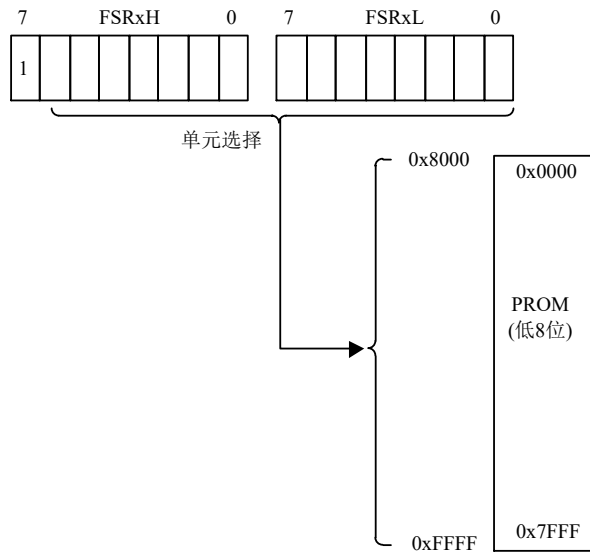 7 FSRxH 0 7 FSRxL 0
1
单元选择
0x8000
0x0000
PROM
(低8位)
0xFFFF
0x7FFF